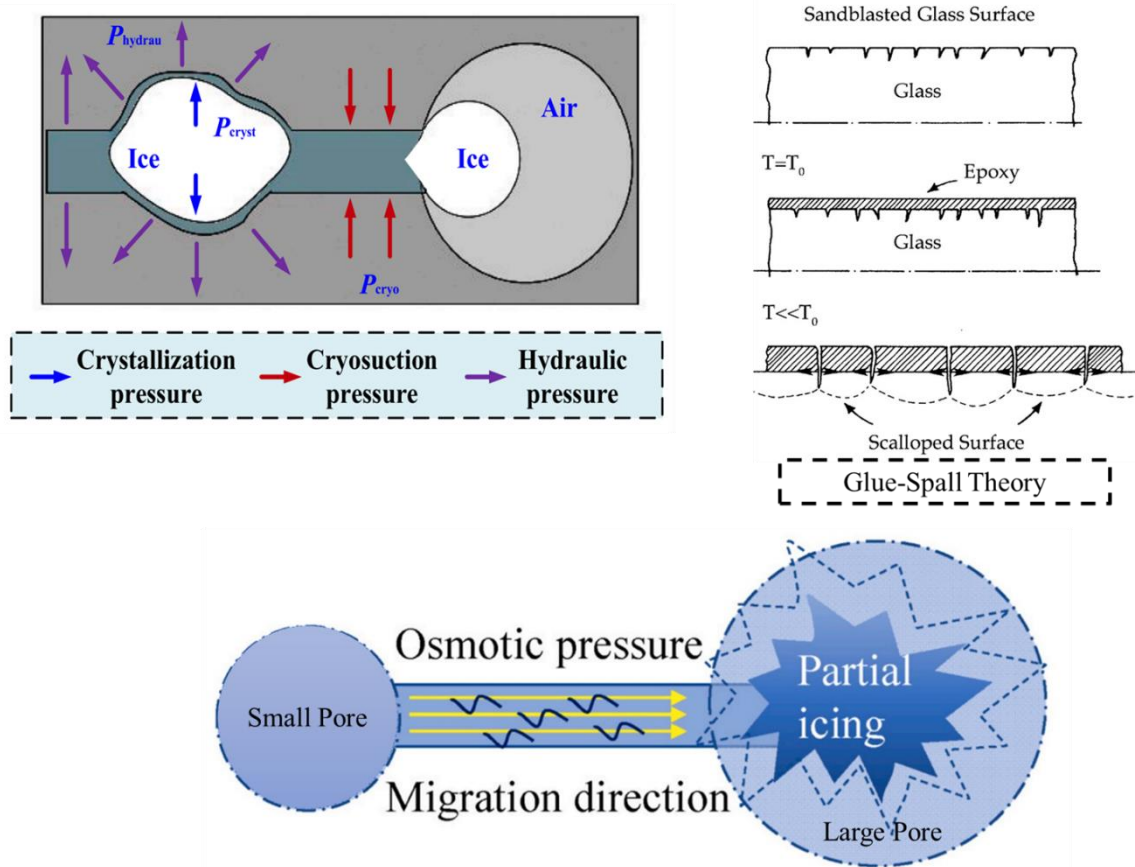 Phydrau
Pcryst
Ice
Ice
Air
Pcryo
Crystallization
pressure
Cryosuction
pressure
Hydraulic
pressure
Sandblasted Glass Surface
Glass
T=T0
Epoxy
Glass
T<<T0
Scalloped Surface
Glue-Spall Theory
Osmotic pressure
Small Pore
Partial
icing
Migration direction
Large Pore